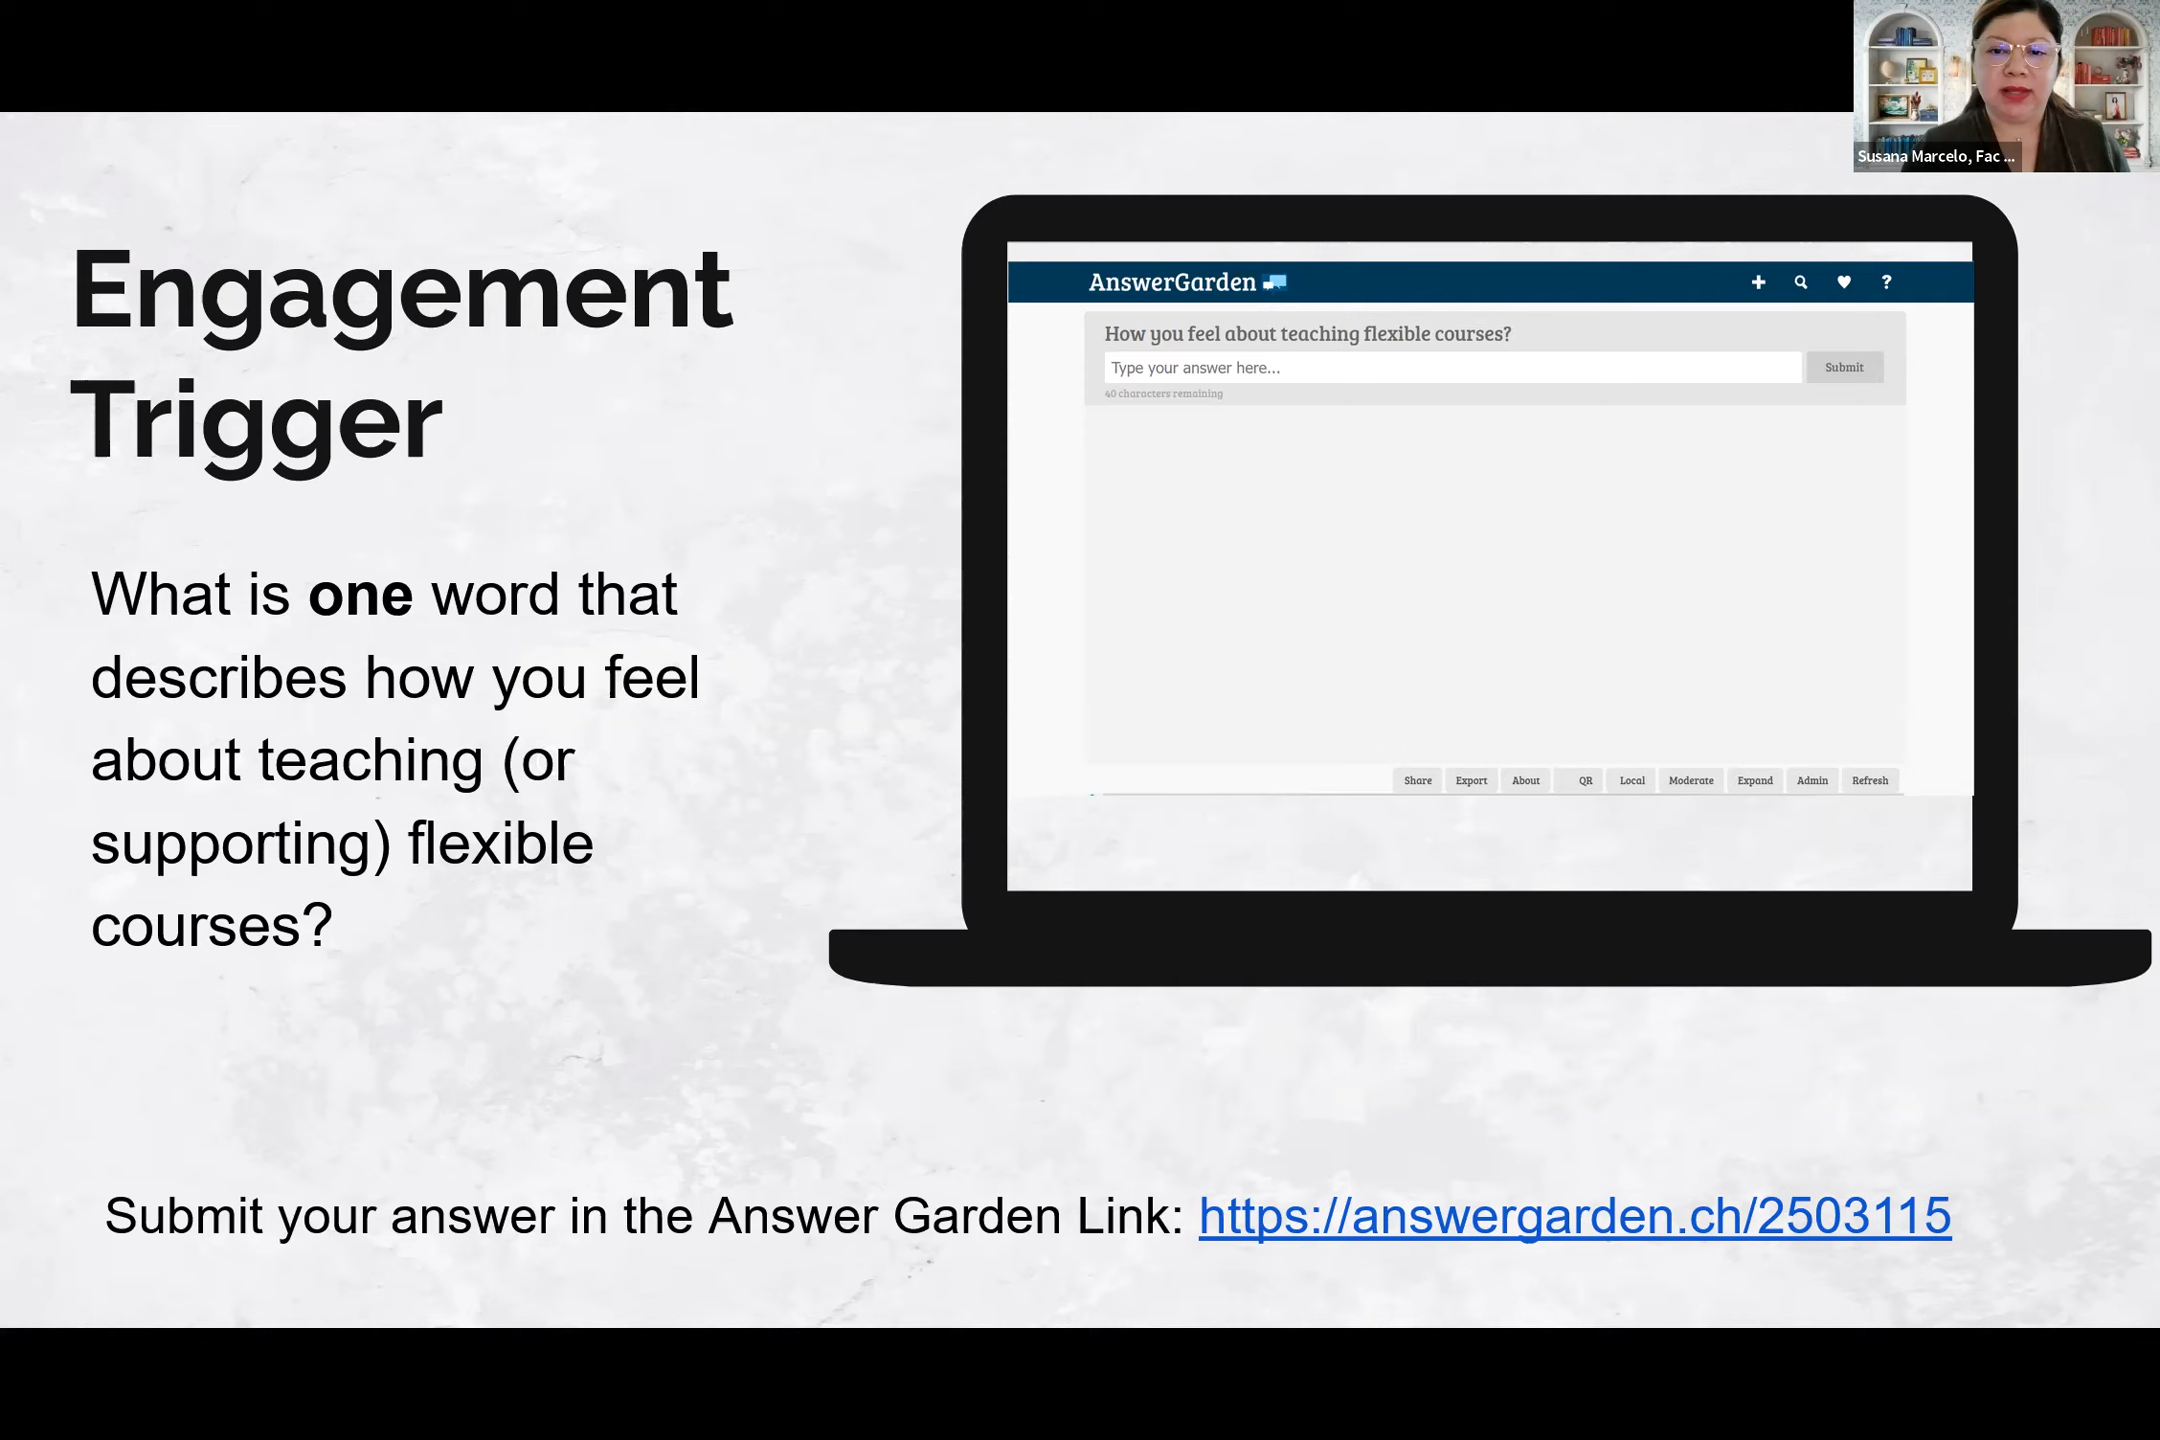 Susana Marcelo, Fac ...
Engagement
Trigger
What is one word that
describes how you feel
about teaching (or
supporting) flexible
courses?
AnswerGarden
How you feel about teaching flexible courses?
Type your answer here...
Submit
40 characters remaining
Share Export About QR Local Moderate Expand Admin Refresh
Submit your answer in the Answer Garden Link: https://answergarden.ch/2503115